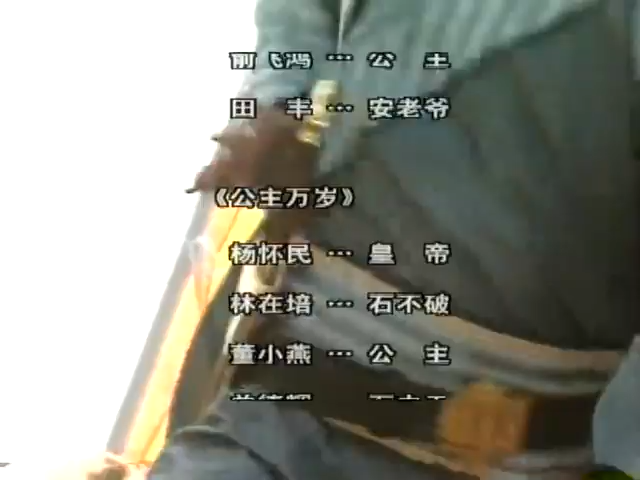 俞飞鸿 … 公 主
田 丰 … 安老爷
《公主万岁》
杨怀民 … 皇 帝
林在培 … 石不破
董小燕 … 公 主